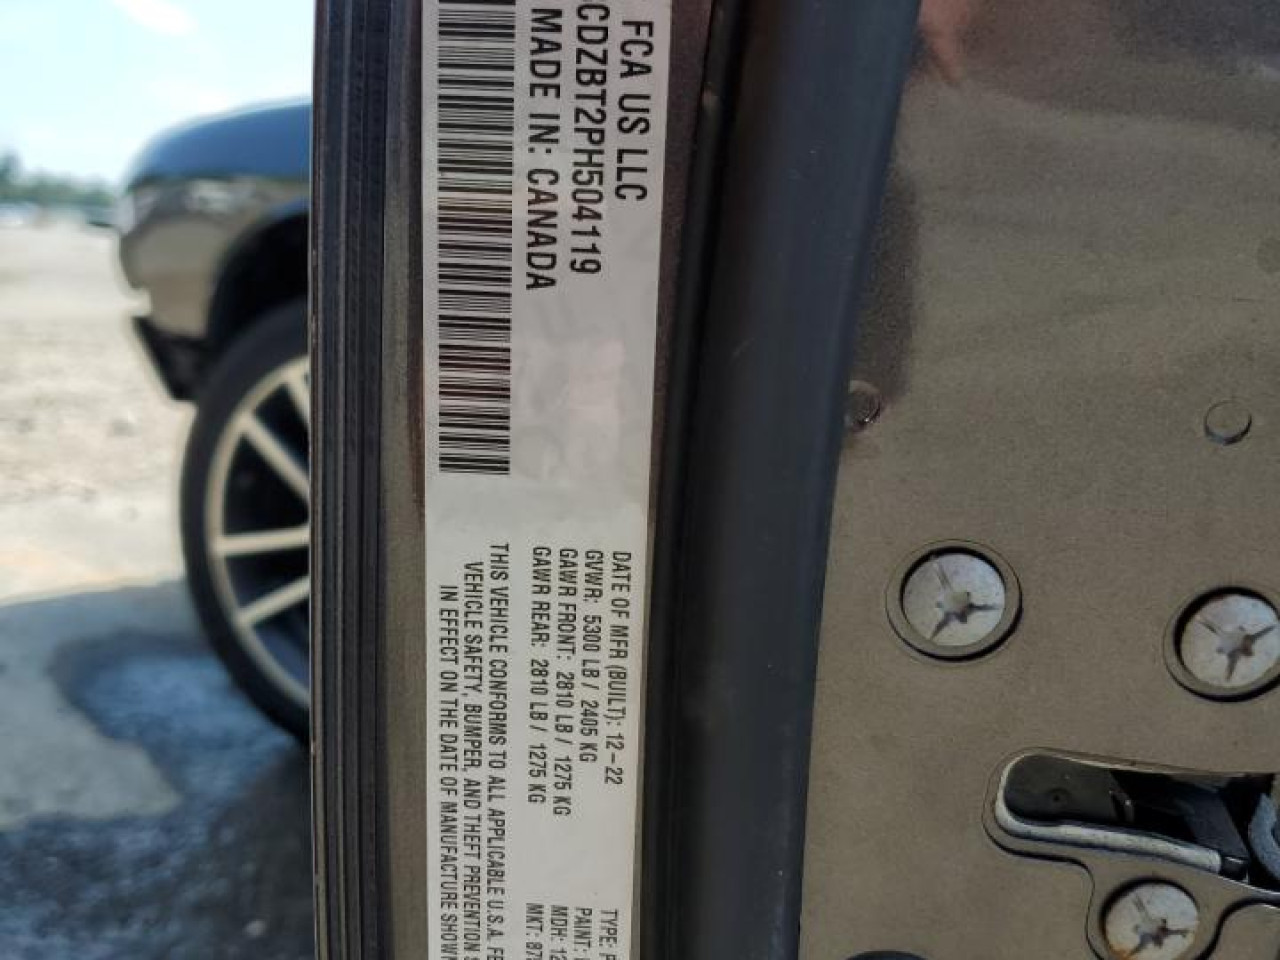 FCA US LLC
CDZBT2PH504119
MADE IN: CANADA
DATE OF MFR (BUILT): 12-22
GVWR: 5300 LB / 2405 KG
GAWR FRONT: 2810 LB / 1275 KG
GAWR REAR: 2810 LB / 1275 KG
THIS VEHICLE CONFORMS TO ALL APPLICABLE U.S.A.
VEHICLE SAFETY, BUMPER, AND THEFT PREVENTION
IN EFFECT ON THE DATE OF MANUFACTURE
TYPE:
PAINT:
MDH: 12
MKT: